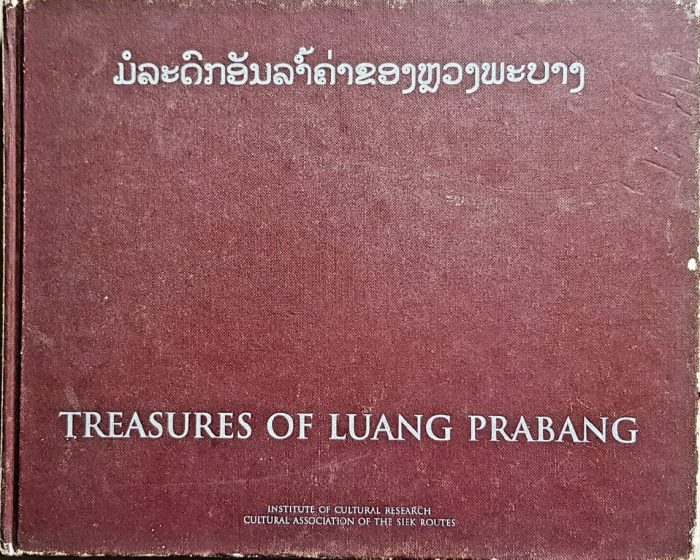 ມໍລະດົກອັນລ້ຳຄ່າຂອງຫຼວງພະບາງ
TREASURES OF LUANG PRABANG
INSTITUTE OF CULTURAL RESEARCH
CULTURAL ASSOCIATION OF THE SIEK ROUTES